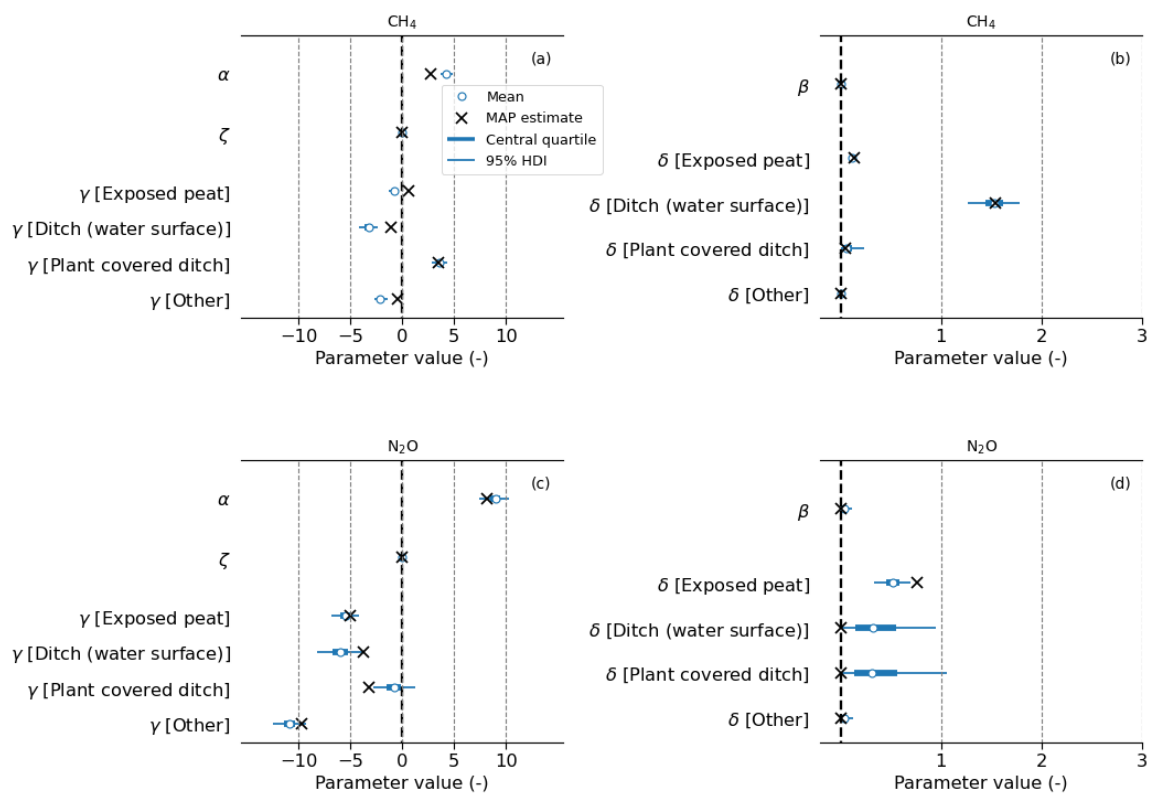 CH₄
(a)
α
Mean
MAP estimate
Central quartile
95% HDI
ζ
γ [Exposed peat]
γ [Ditch (water surface)]
γ [Plant covered ditch]
γ [Other]
−10 −5 0 5 10
Parameter value (-)
CH₄
(b)
β
δ [Exposed peat]
δ [Ditch (water surface)]
δ [Plant covered ditch]
δ [Other]
1 2 3
Parameter value (-)
N₂O
(c)
α
ζ
γ [Exposed peat]
γ [Ditch (water surface)]
γ [Plant covered ditch]
γ [Other]
−10 −5 0 5 10
Parameter value (-)
N₂O
(d)
β
δ [Exposed peat]
δ [Ditch (water surface)]
δ [Plant covered ditch]
δ [Other]
1 2 3
Parameter value (-)